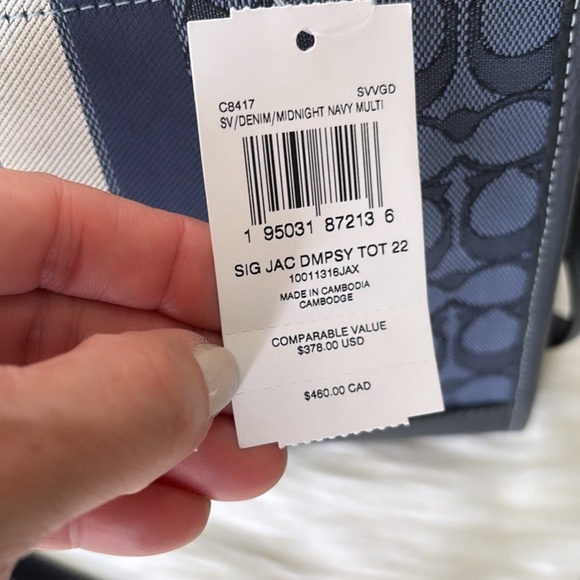 C8417 SVVGD
SV/DENIM/MIDNIGHT NAVY MULTI
1 95031 87213 6
SIG JAC DMPSY TOT 22
10011316JAX
MADE IN CAMBODIA
CAMBODGE
COMPARABLE VALUE
$378.00 USD
$460.00 CAD